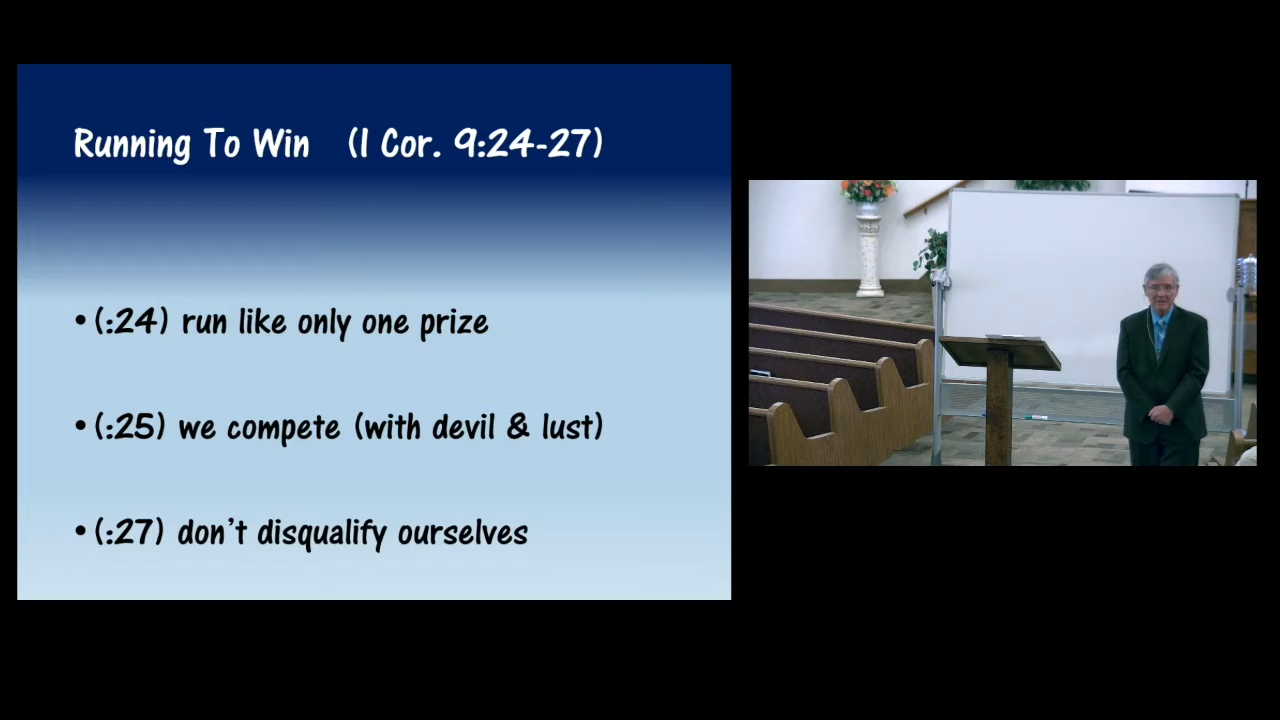 Running To Win (I Cor. 9:24-27)
• (:24) run like only one prize
• (:25) we compete (with devil & lust)
• (:27) don't disqualify ourselves